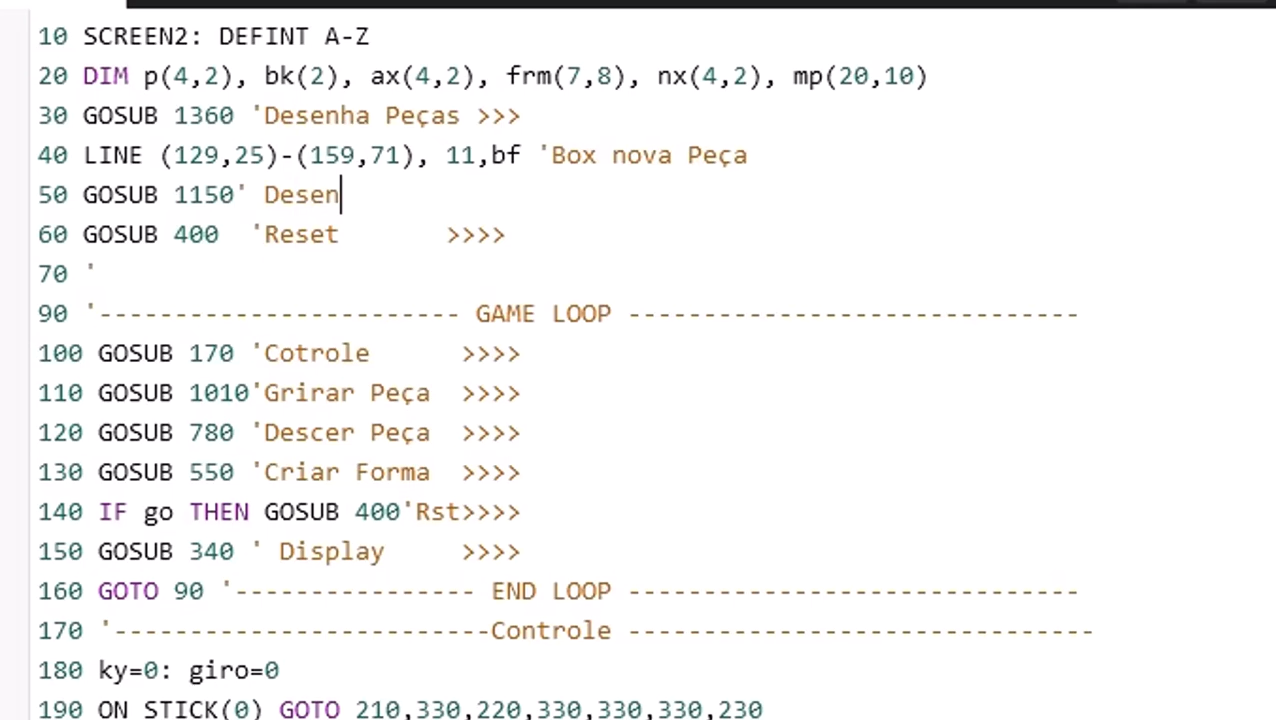 10 SCREEN2: DEFINT A-Z
20 DIM p(4,2), bk(2), ax(4,2), frm(7,8), nx(4,2), mp(20,10)
30 GOSUB 1360 'Desenha Peças >>>
40 LINE (129,25)-(159,71), 11,bf 'Box nova Peça
50 GOSUB 1150' Desen
60 GOSUB 400  'Reset       >>>>
70 '
90 '------------------------ GAME LOOP ------------------------------
100 GOSUB 170 'Cotrole      >>>>
110 GOSUB 1010'Grirar Peça  >>>>
120 GOSUB 780 'Descer Peça  >>>>
130 GOSUB 550 'Criar Forma  >>>>
140 IF go THEN GOSUB 400'Rst>>>>
150 GOSUB 340 ' Display     >>>>
160 GOTO 90 '---------------- END LOOP ------------------------------
170 '-------------------------Controle -------------------------------
180 ky=0: giro=0
190 ON STICK(0) GOTO 210,330,220,330,330,330,230